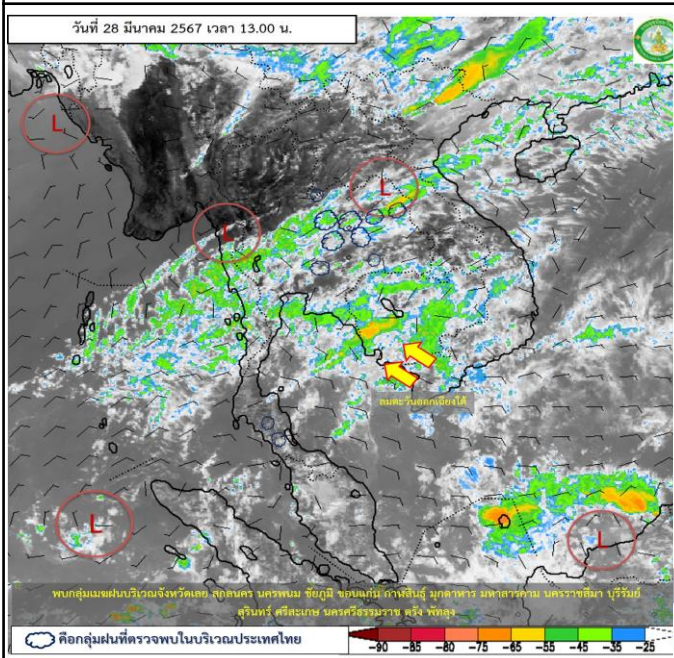 วันที่ 28 มีนาคม 2567 เวลา 13.00 น.
L
L
L
ลมตะวันออกเฉียงใต้
L
L
พบกลุ่มเมฆฝนบริเวณจังหวัดเลย สกลนคร นครพนม ชัยภูมิ ขอนแก่น กาฬสินธุ์ มุกดาหาร มหาสารคาม นครราชสีมา บุรีรัมย์
สุรินทร์ ศรีสะเกษ นครศรีธรรมราช ตรัง พัทลุง
คือกลุ่มฝนที่ตรวจพบในบริเวณประเทศไทย
-90 -85 -80 -75 -65 -55 -45 -35 -25